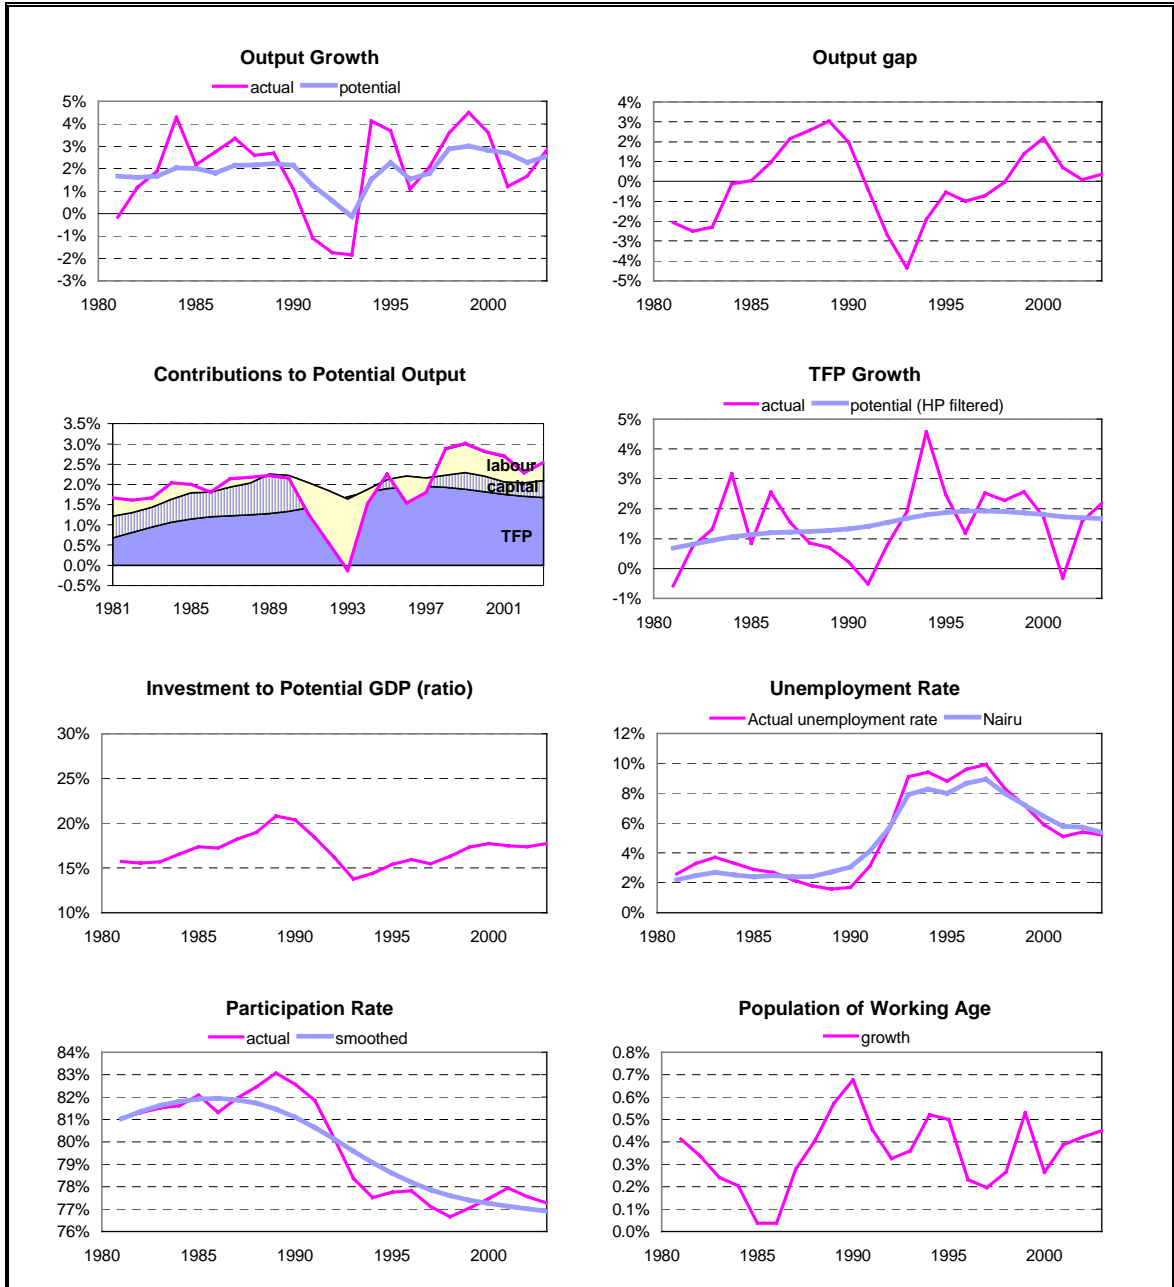 Output Growth
actual potential
5%
4%
3%
2%
1%
0%
-1%
-2%
-3%
1980 1985 1990 1995 2000
Output gap
4%
3%
2%
1%
0%
-1%
-2%
-3%
-4%
-5%
1980 1985 1990 1995 2000
Contributions to Potential Output
3.5%
3.0%
2.5%
2.0%
1.5%
1.0%
0.5%
0.0%
-0.5%
labour
capital
TFP
1981 1985 1989 1993 1997 2001
TFP Growth
actual potential (HP filtered)
5%
4%
3%
2%
1%
0%
-1%
1980 1985 1990 1995 2000
Investment to Potential GDP (ratio)
30%
25%
20%
15%
10%
1980 1985 1990 1995 2000
Unemployment Rate
Actual unemployment rate Nairu
12%
10%
8%
6%
4%
2%
0%
1980 1985 1990 1995 2000
Participation Rate
actual smoothed
84%
83%
82%
81%
80%
79%
78%
77%
76%
1980 1985 1990 1995 2000
Population of Working Age
growth
0.8%
0.7%
0.6%
0.5%
0.4%
0.3%
0.2%
0.1%
0.0%
1980 1985 1990 1995 2000